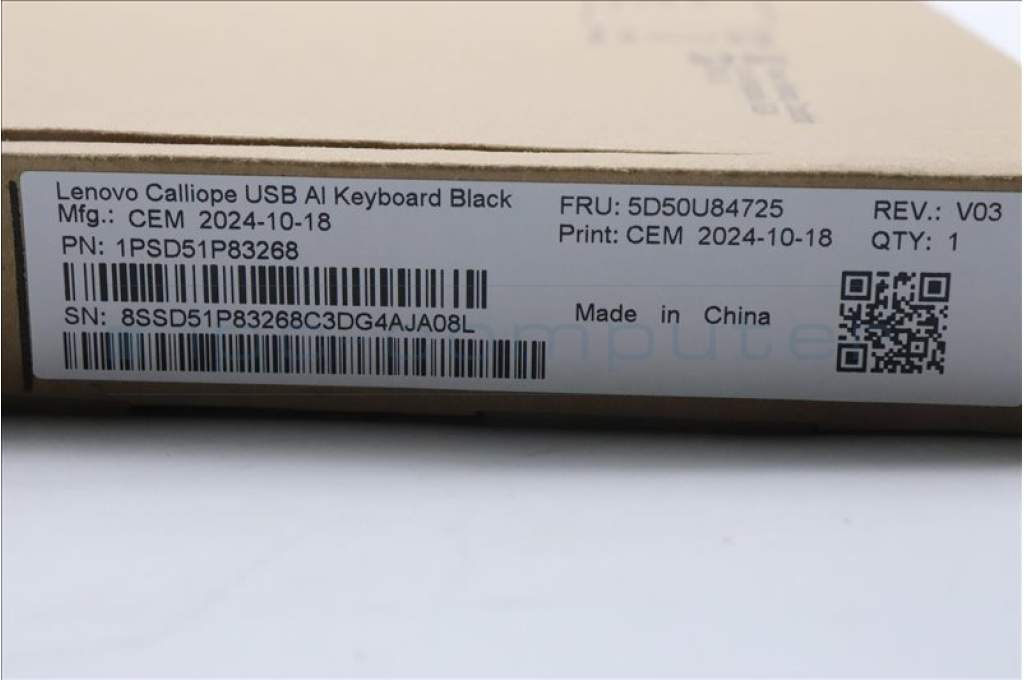 Lenovo Calliope USB AI Keyboard Black
Mfg.: CEM 2024-10-18
PN: 1PSD51P83268
SN: 8SSD51P83268C3DG4AJA08L
FRU: 5D50U84725
Print: CEM 2024-10-18
Made in China
REV.: V03
QTY: 1